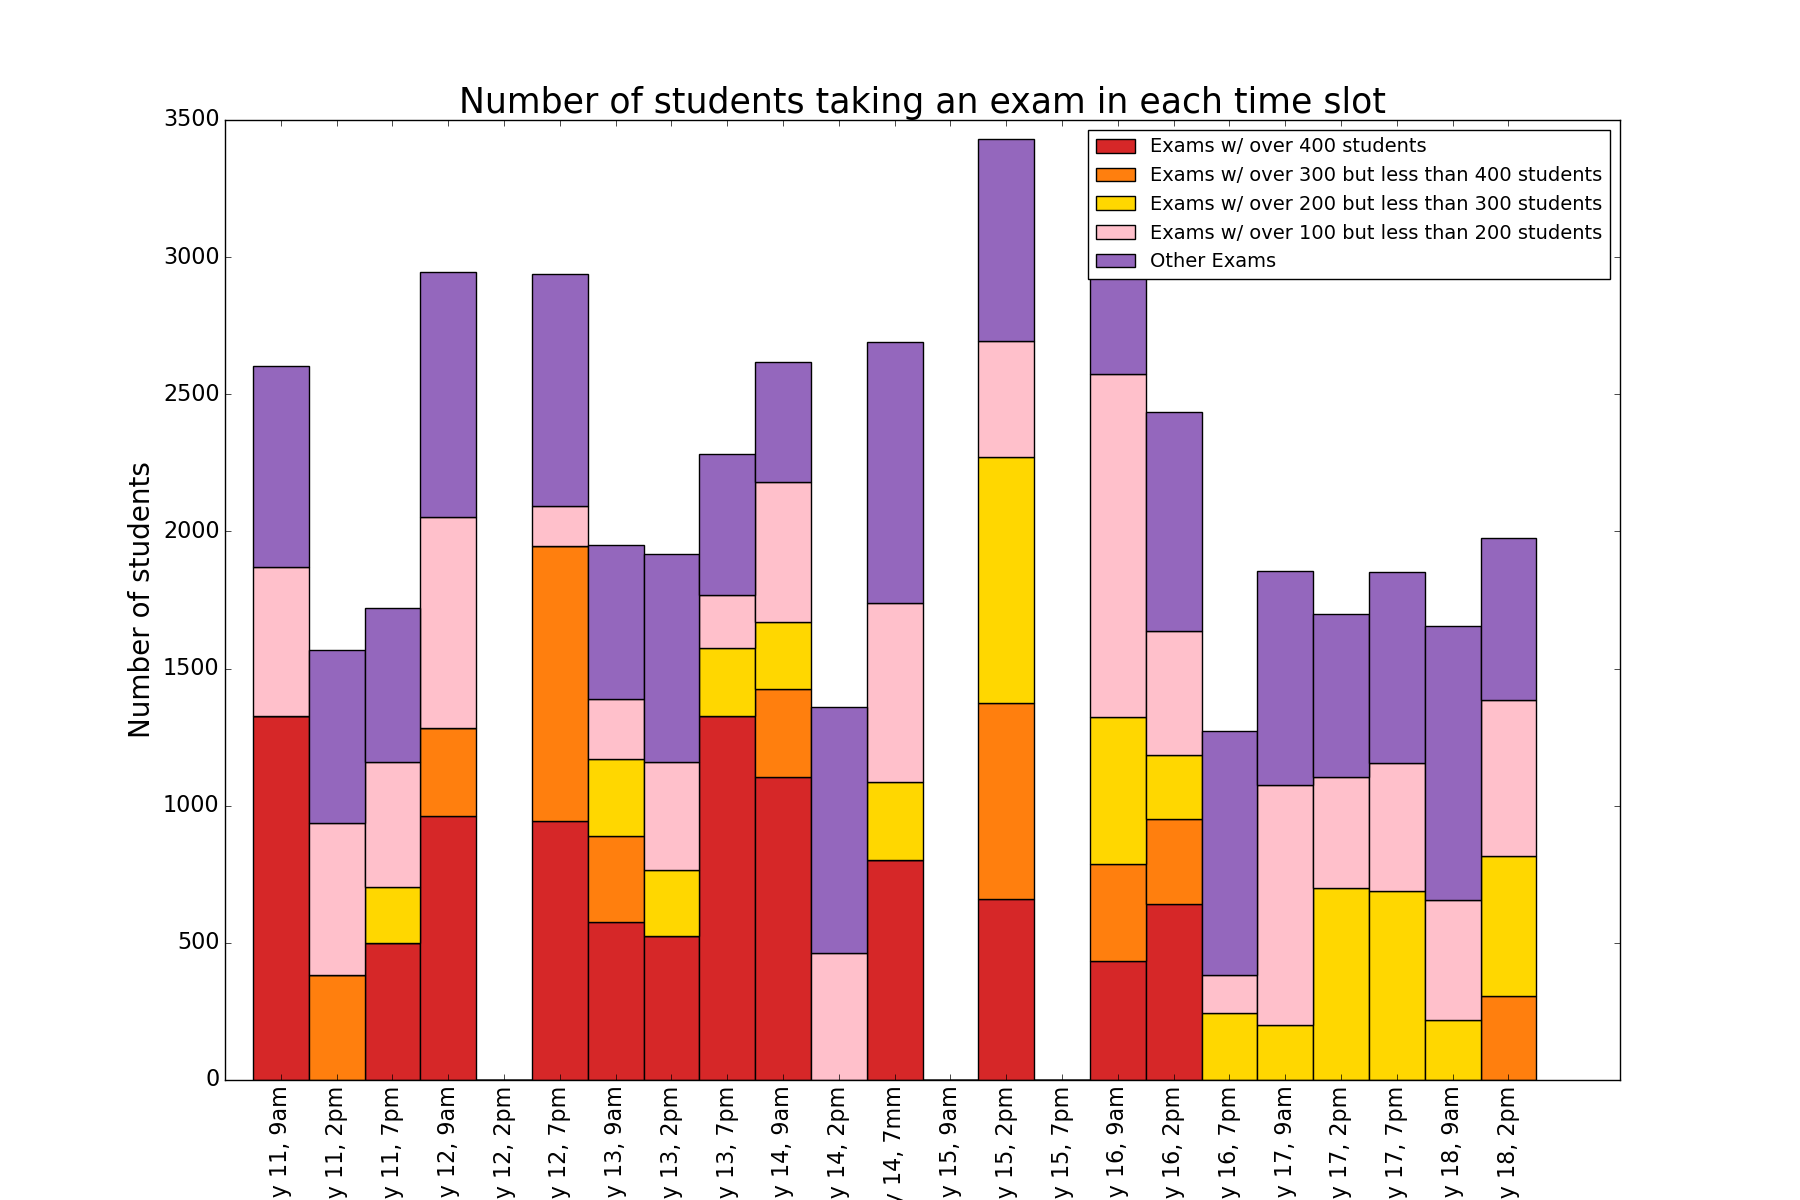 Number of students taking an exam in each time slot
3500
3000
2500
2000
1500
1000
500
0
Number of students
Exams w/ over 400 students
Exams w/ over 300 but less than 400 students
Exams w/ over 200 but less than 300 students
Exams w/ over 100 but less than 200 students
Other Exams
y 11, 9am
y 11, 2pm
y 11, 7pm
y 12, 9am
y 12, 2pm
y 12, 7pm
y 13, 9am
y 13, 2pm
y 13, 7pm
y 14, 9am
y 14, 2pm
y 14, 7mm
y 15, 9am
y 15, 2pm
y 15, 7pm
y 16, 9am
y 16, 2pm
y 16, 7pm
y 17, 9am
y 17, 2pm
y 17, 7pm
y 18, 9am
y 18, 2pm